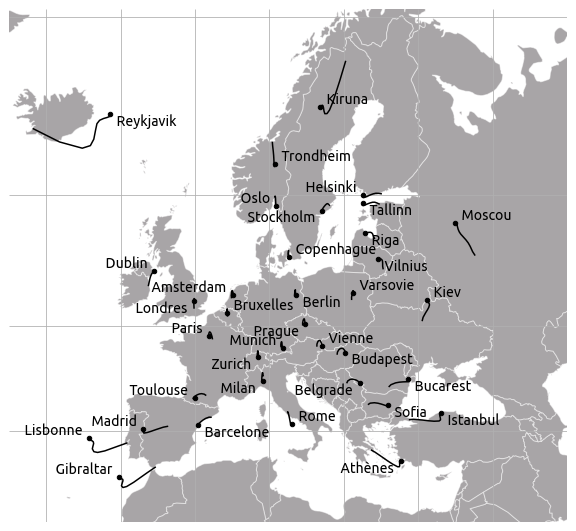 Kiruna
Reykjavik
Trondheim
Helsinki
Oslo
Tallinn
Stockholm
Moscou
Riga
Copenhague
Dublin
Vilnius
Amsterdam
Varsovie
Kiev
Londres
Bruxelles
Berlin
Paris
Prague
Munich
Vienne
Zurich
Budapest
Milan
Toulouse
Belgrade
Bucarest
Sofia
Rome
Istanbul
Madrid
Lisbonne
Barcelone
Gibraltar
Athènes